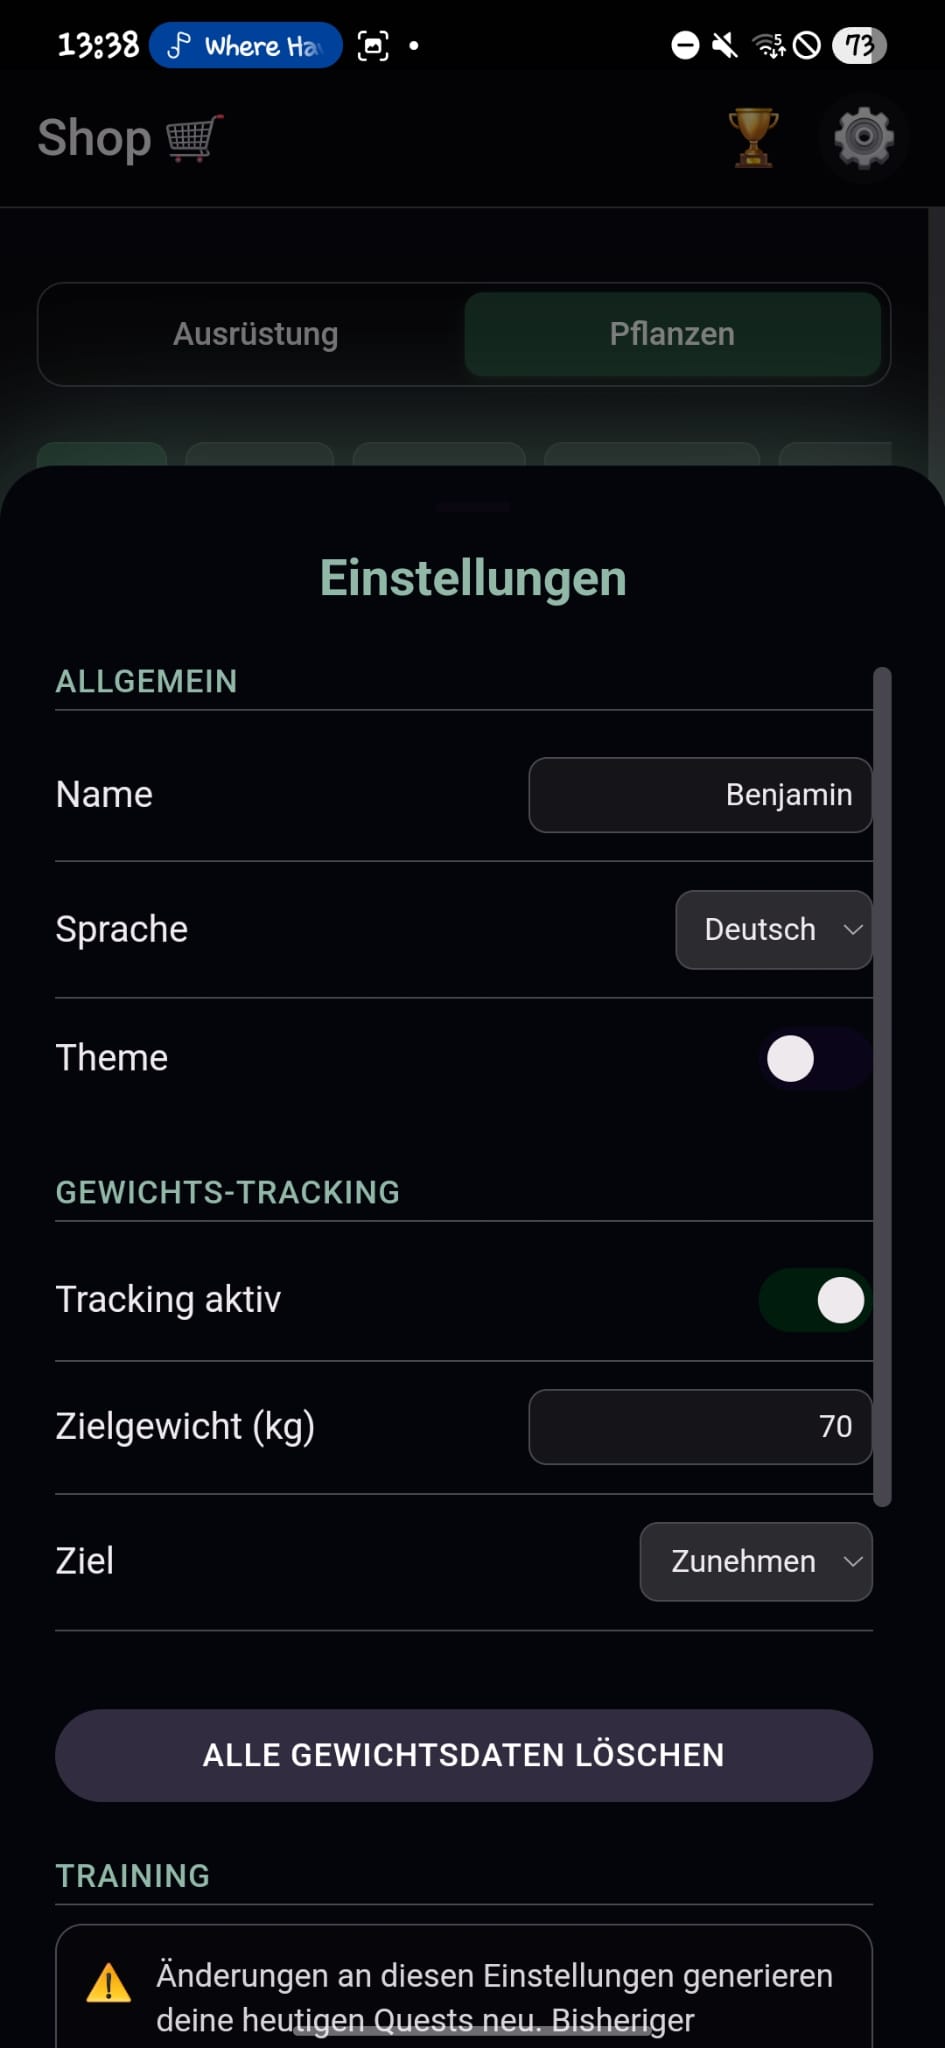 13:38
Where Ha
5
73
Shop
Ausrüstung
Pflanzen
Einstellungen
ALLGEMEIN
Name
Benjamin
Sprache
Deutsch
Theme
GEWICHTS-TRACKING
Tracking aktiv
Zielgewicht (kg)
70
Ziel
Zunehmen
ALLE GEWICHTSDATEN LÖSCHEN
TRAINING
Änderungen an diesen Einstellungen generieren
deine heutigen Quests neu. Bisheriger